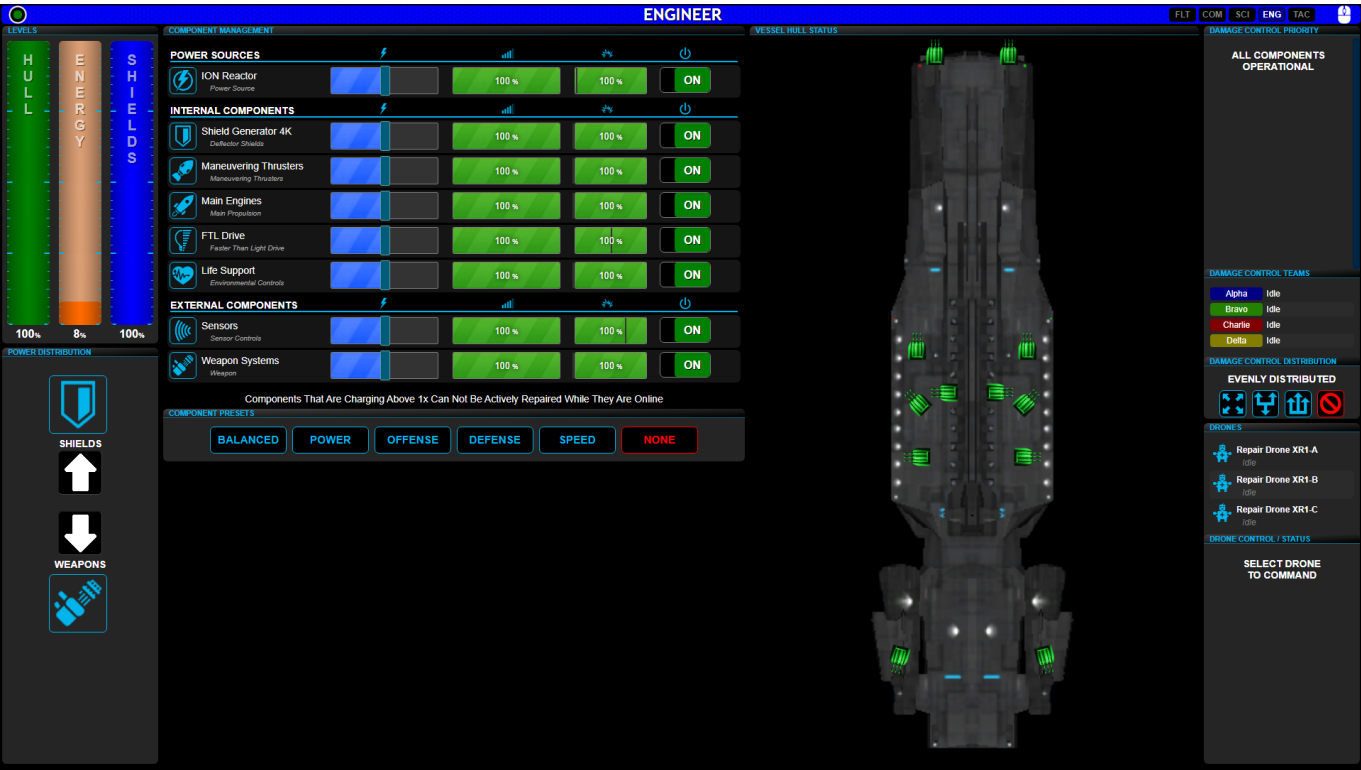 ENGINEER
FLT COM SCI ENG TAC
LEVELS
HULL
ENERGY
SHIELDS
100%
8%
100%
POWER DISTRIBUTION
SHIELDS
WEAPONS
COMPONENT MANAGEMENT
POWER SOURCES
ION Reactor
Power Source
100 %
100 %
ON
INTERNAL COMPONENTS
Shield Generator 4K
Deflector Shields
100 %
100 %
ON
Maneuvering Thrusters
Maneuvering Thrusters
100 %
100 %
ON
Main Engines
Main Propulsion
100 %
100 %
ON
FTL Drive
Faster Than Light Drive
100 %
100 %
ON
Life Support
Environmental Controls
100 %
100 %
ON
EXTERNAL COMPONENTS
Sensors
Sensor Controls
100 %
100 %
ON
Weapon Systems
Weapon
100 %
100 %
ON
Components That Are Charging Above 1x Can Not Be Actively Repaired While They Are Online
COMPONENT PRESETS
BALANCED POWER OFFENSE DEFENSE SPEED NONE
VESSEL HULL STATUS
DAMAGE CONTROL PRIORITY
ALL COMPONENTS
OPERATIONAL
DAMAGE CONTROL TEAMS
Alpha Idle
Bravo Idle
Charlie Idle
Delta Idle
DAMAGE CONTROL DISTRIBUTION
EVENLY DISTRIBUTED
DRONES
Repair Drone XR1-A
Idle
Repair Drone XR1-B
Idle
Repair Drone XR1-C
Idle
DRONE CONTROL / STATUS
SELECT DRONE
TO COMMAND